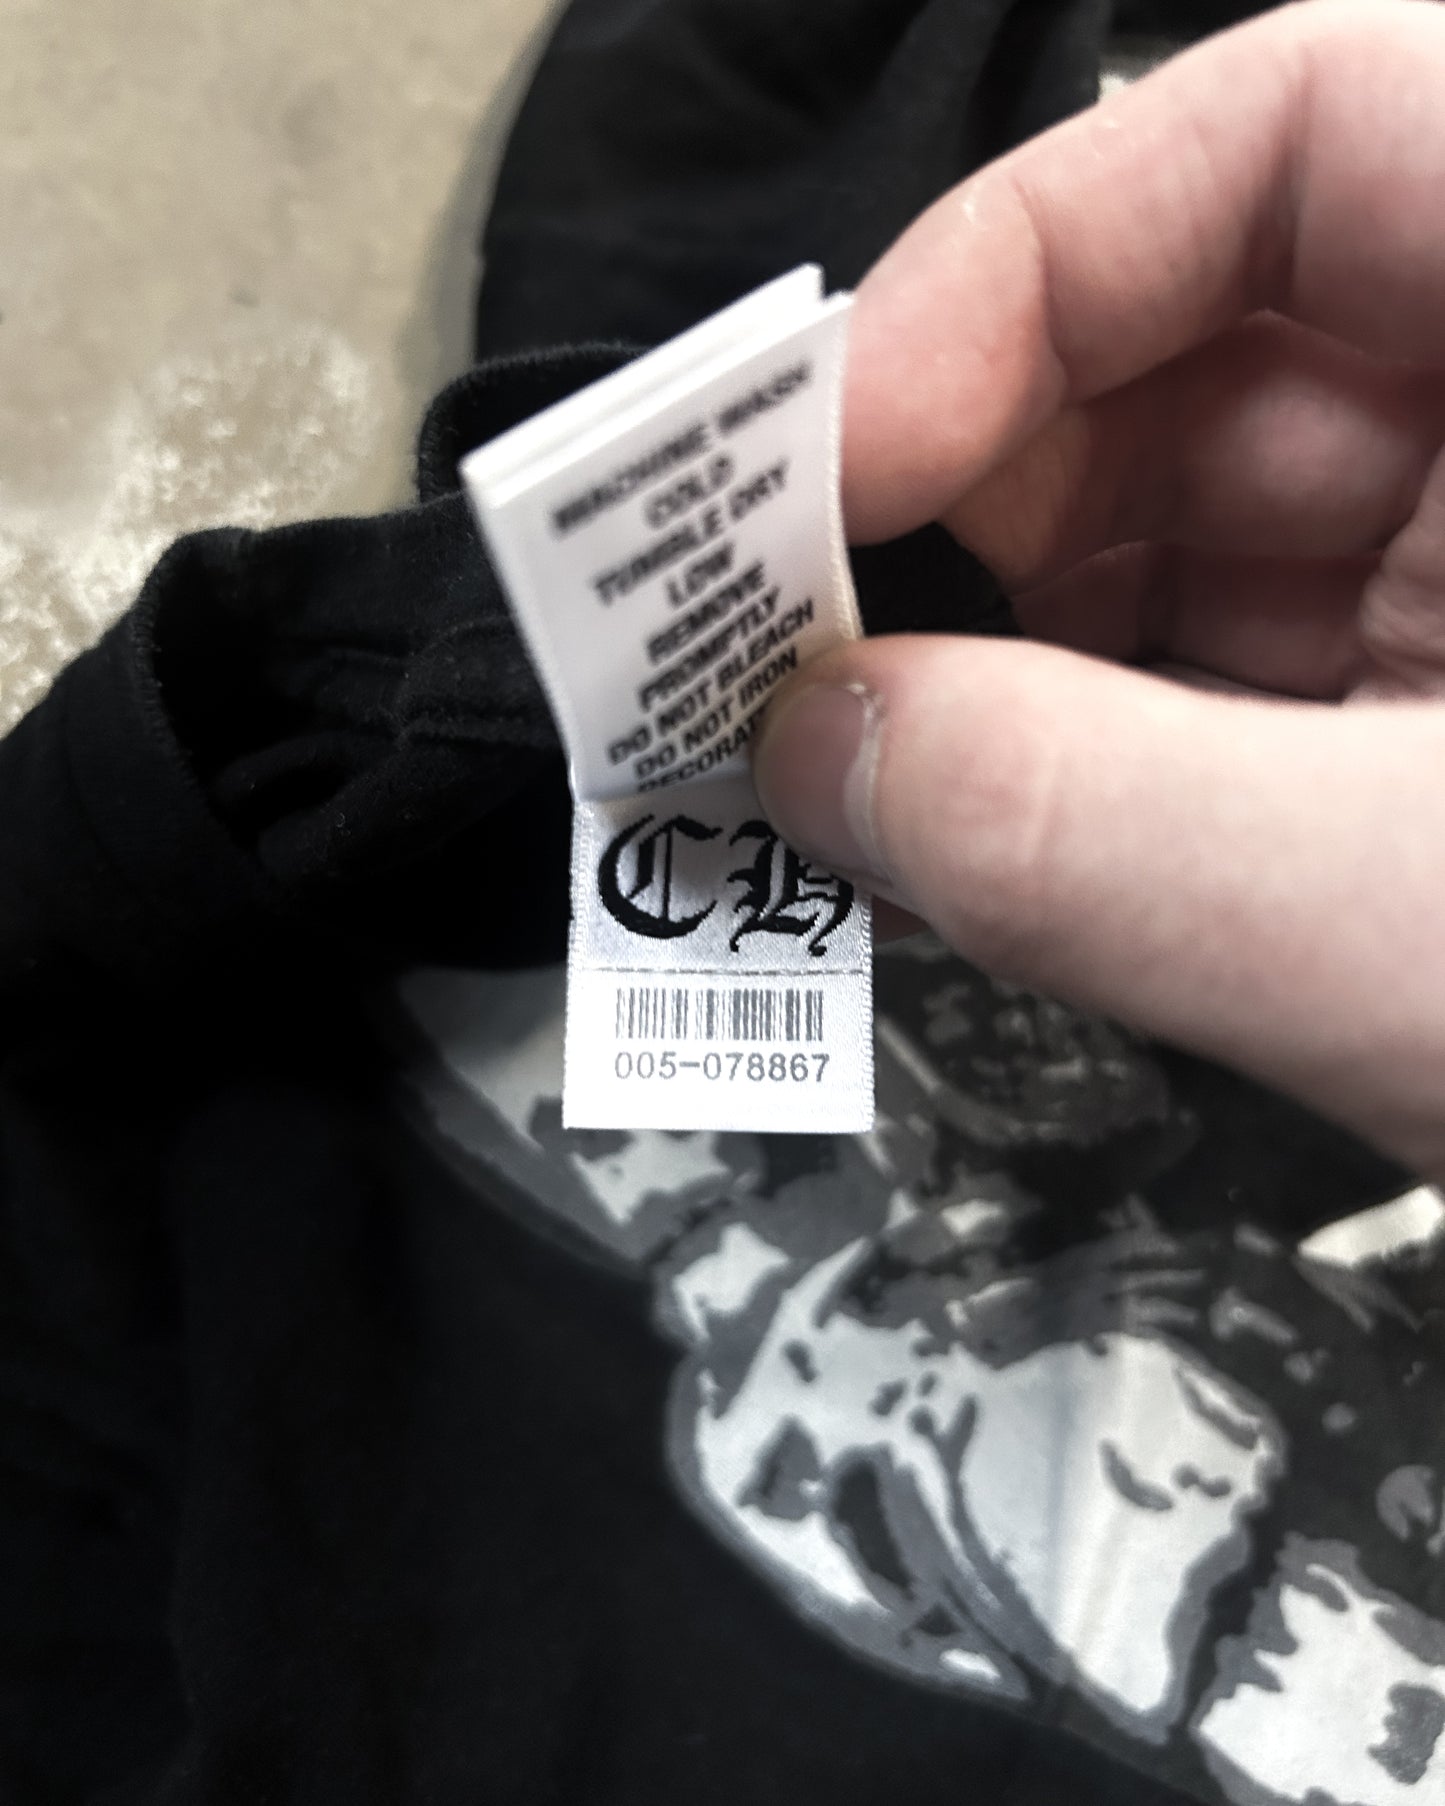 MACHINE WASH
COLD
TUMBLE DRY
LOW
REMOVE
PROMPTLY
DO NOT BLEACH
DO NOT IRON
CH
005-078867